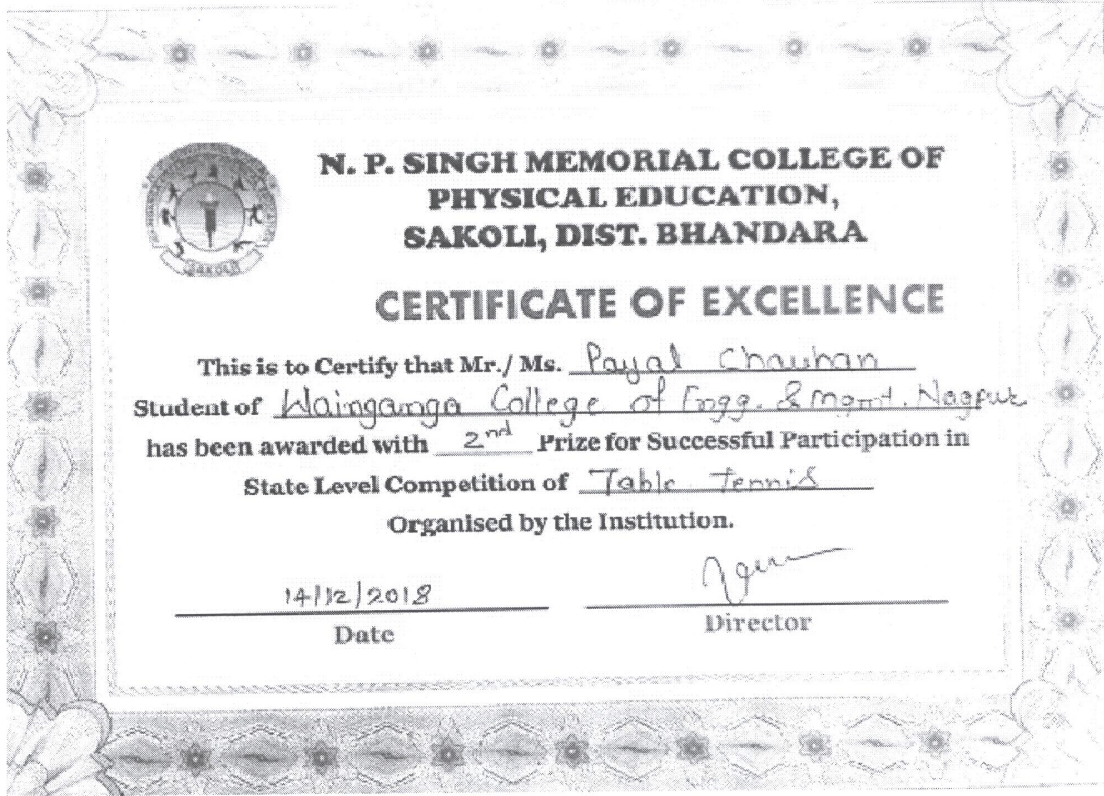 SAKOLI
N. P. SINGH MEMORIAL COLLEGE OF
PHYSICAL EDUCATION,
SAKOLI, DIST. BHANDARA
CERTIFICATE OF EXCELLENCE
This is to Certify that Mr./ Ms. Payal Chauhan
Student of Wainganga College of Engg. & Mgmt. Nagpur
has been awarded with 2nd Prize for Successful Participation in
State Level Competition of Table Tennis
Organised by the Institution.
14/12/2018
Date
Director